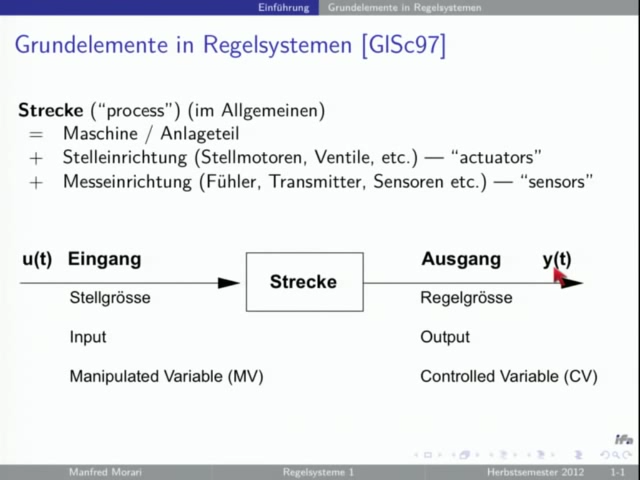 Einführung Grundelemente in Regelsystemen
Grundelemente in Regelsystemen [GlSc97]
Strecke (“process”) (im Allgemeinen)
= Maschine / Anlageteil
+ Stelleinrichtung (Stellmotoren, Ventile, etc.) — “actuators”
+ Messeinrichtung (Fühler, Transmitter, Sensoren etc.) — “sensors”
u(t) Eingang
Strecke
Ausgang y(t)
Stellgrösse
Regelgrösse
Input
Output
Manipulated Variable (MV)
Controlled Variable (CV)
ifa
Manfred Morari Regelsysteme 1 Herbstsemester 2012 1-1